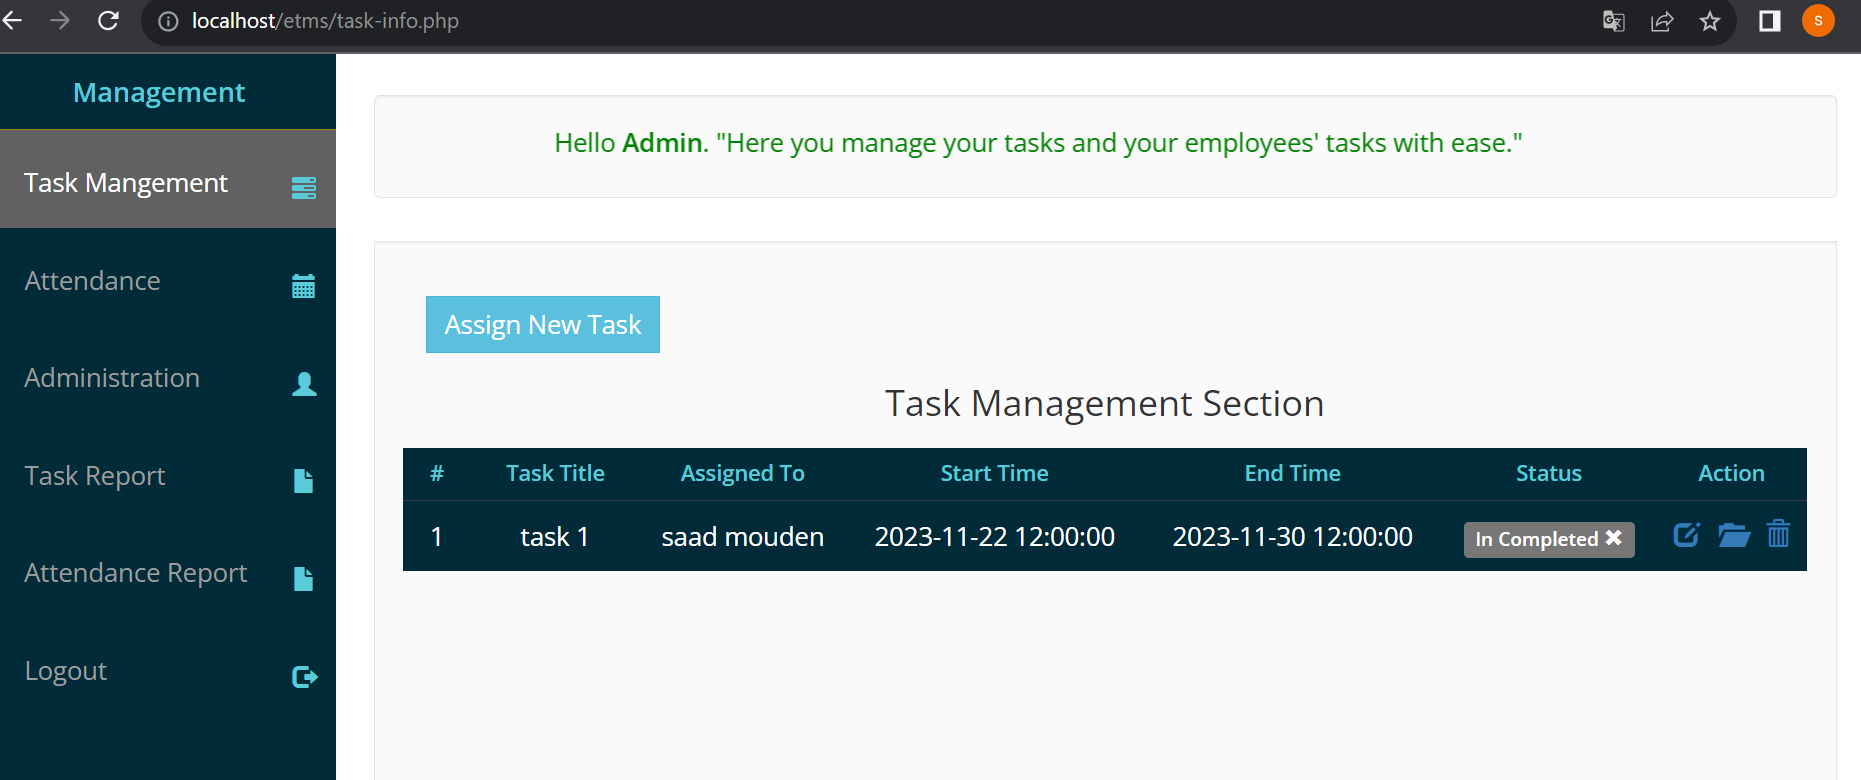 localhost/etms/task-info.php
S
Management
Task Mangement
Attendance
Administration
Task Report
Attendance Report
Logout
Hello Admin. "Here you manage your tasks and your employees' tasks with ease."
Assign New Task
Task Management Section
# Task Title Assigned To Start Time End Time Status Action
1 task 1 saad mouden 2023-11-22 12:00:00 2023-11-30 12:00:00 In Completed